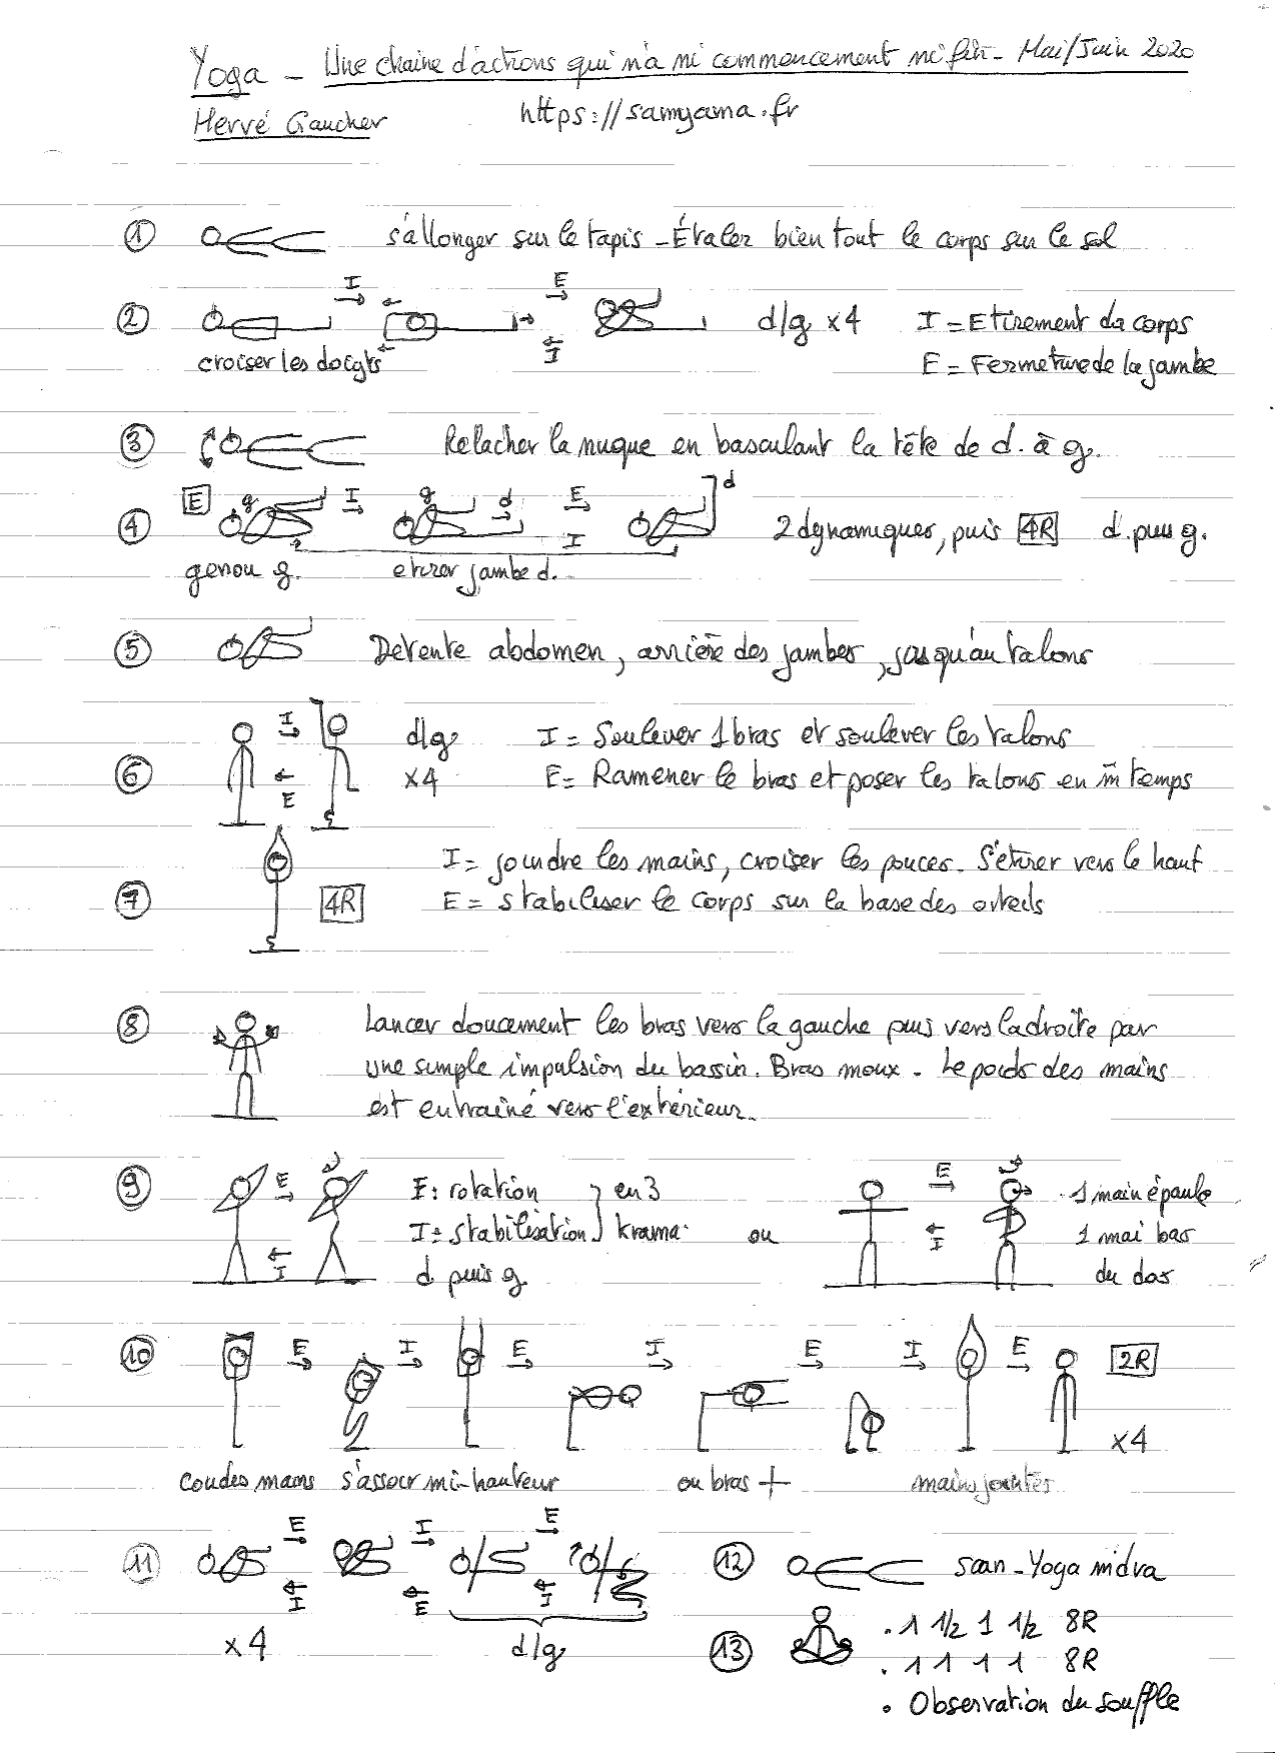 Yoga - Une chaine d'actions qui n'a ni commencement ni fin - Mai/Juin 2020
Hervé Gaucher https://samyama.fr
① s'allonger sur le tapis - Étaler bien tout le corps sur le sol
I E
② d/g x4 I = Etirement du corps
I
croiser les doigts E = Fermeture de la jambe
③ Relacher la nuque en basculant la tête de d. à g.
E g I g d E d
④ I 2 dynamiques, puis 4R d. puis g.
genou g. etirer jambe d.
⑤ Détente abdomen, arrière des jambes, jusqu'au talons
I d/g I = Soulever 1 bras et soulever les talons
⑥ E x4 E = Ramener le bras et poser les talons en m̄ temps
I = joindre les mains, croiser les pouces. S'etirer vers le haut
⑦ 4R E = stabiliser le corps sur la base des orteils
⑧ Lancer doucement les bras vers la gauche puis vers la droite par
une simple impulsion du bassin. Bras moux. Le poids des mains
est entrainé vers l'extérieur.
⑨ E E : rotation en 3 E 1 main épaule
I I = stabilisation krama ou I 1 mai bas
d puis g du dos
⑩ E I E I E I E 2R
x4
coudes mains s'assoir mi-hauteur ou bras + mains jointes
⑪ E I E ⑫ saan - Yoga nidra
I E I
x4 d/g ⑬ . 1 1/2 1 1/2 8R
. 1 1 1 1 8R
. Observation du souffle